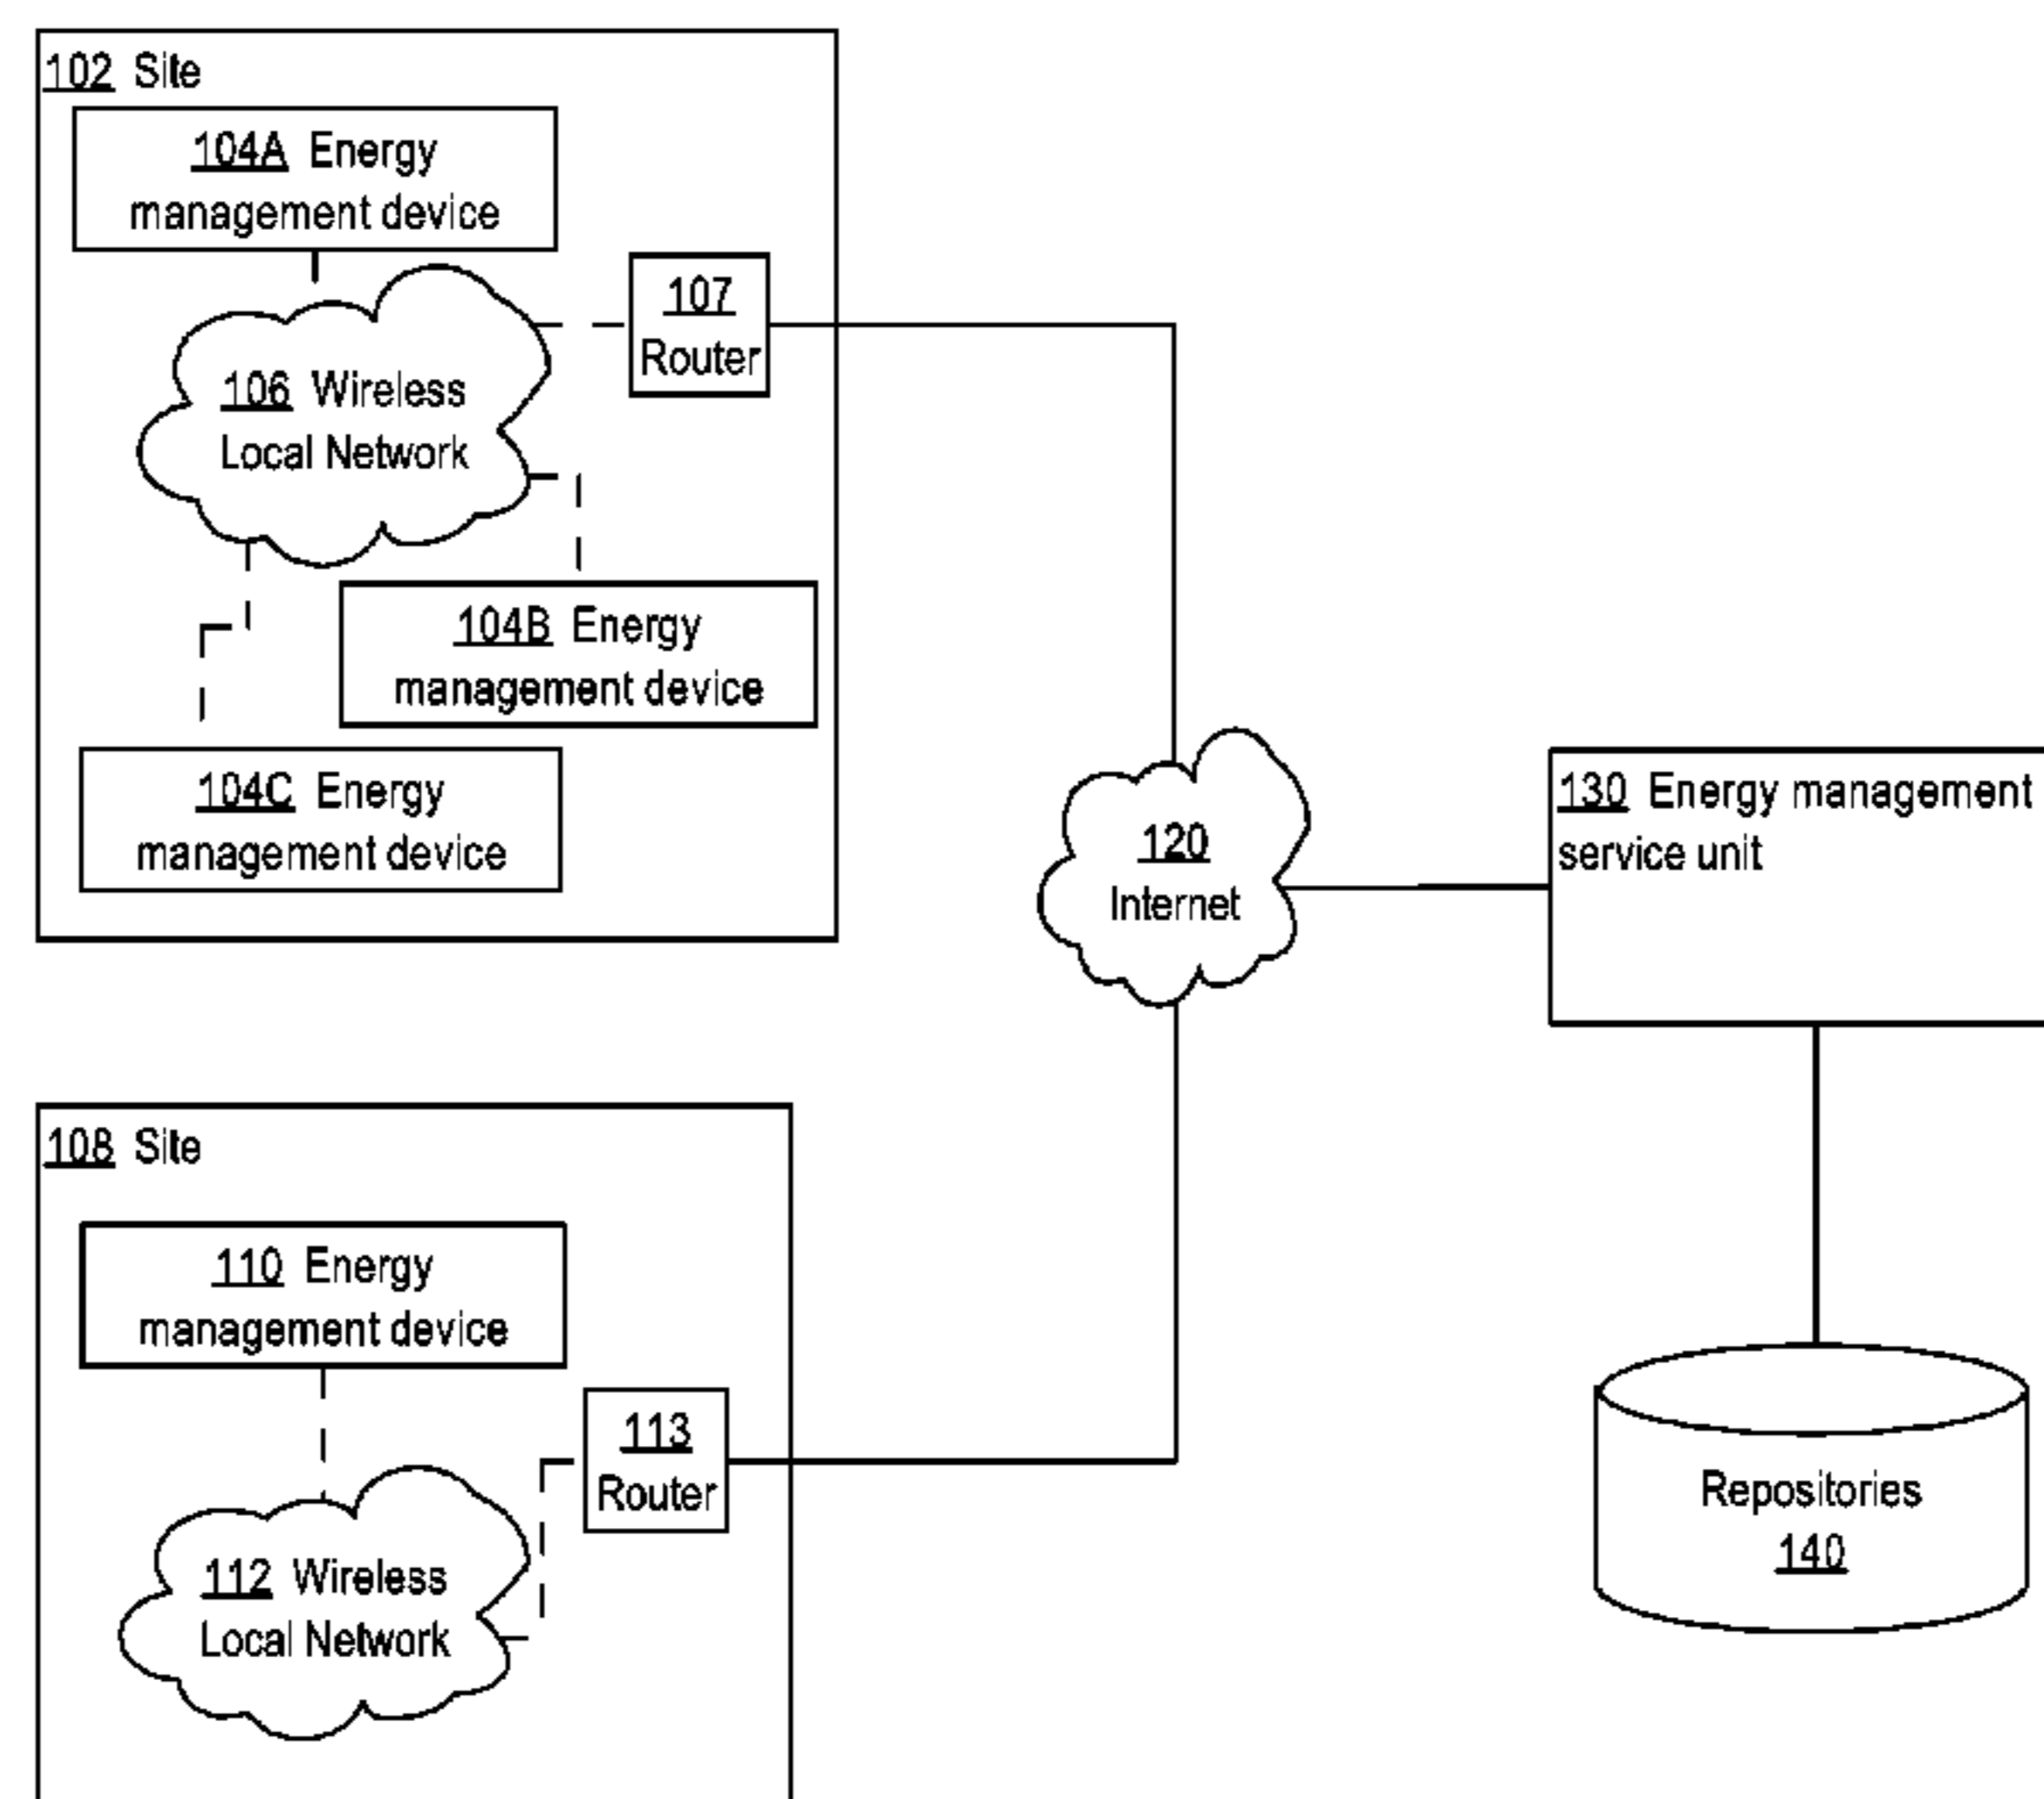 102 Site
104A Energy
management device
107
Router
106 Wireless
Local Network
104B Energy
management device
104C Energy
management device
120
Internet
130 Energy management
service unit
108 Site
110 Energy
management device
113
Router
112 Wireless
Local Network
Repositories
140